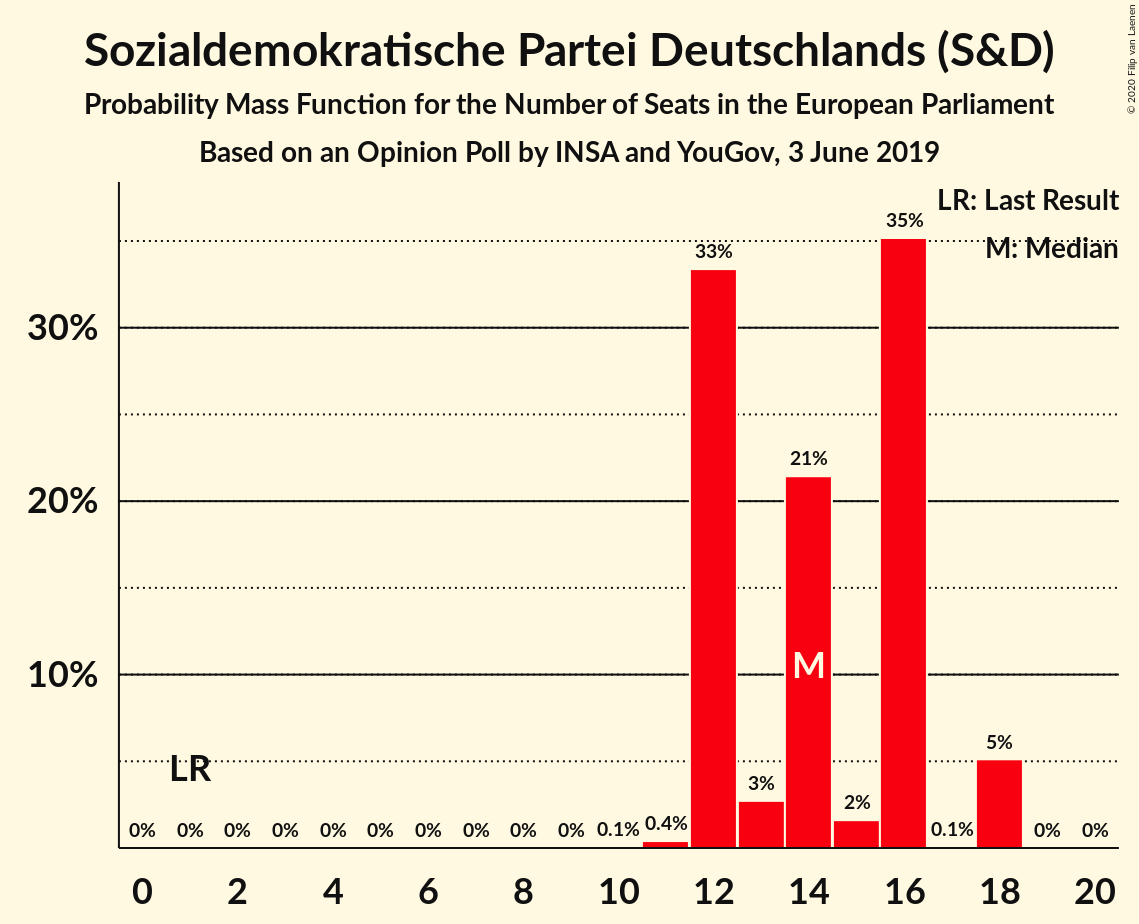 Sozialdemokratische Partei Deutschlands (S&D)
Probability Mass Function for the Number of Seats in the European Parliament
Based on an Opinion Poll by INSA and YouGov, 3 June 2019
© 2020 Filip van Laenen
LR: Last Result
M: Median
35%
33%
30%
21%
20%
M
10%
LR
5%
3%
2%
0% 0% 0% 0% 0% 0% 0% 0% 0% 0% 0.1% 0.4% 0.1% 0% 0%
0 2 4 6 8 10 12 14 16 18 20